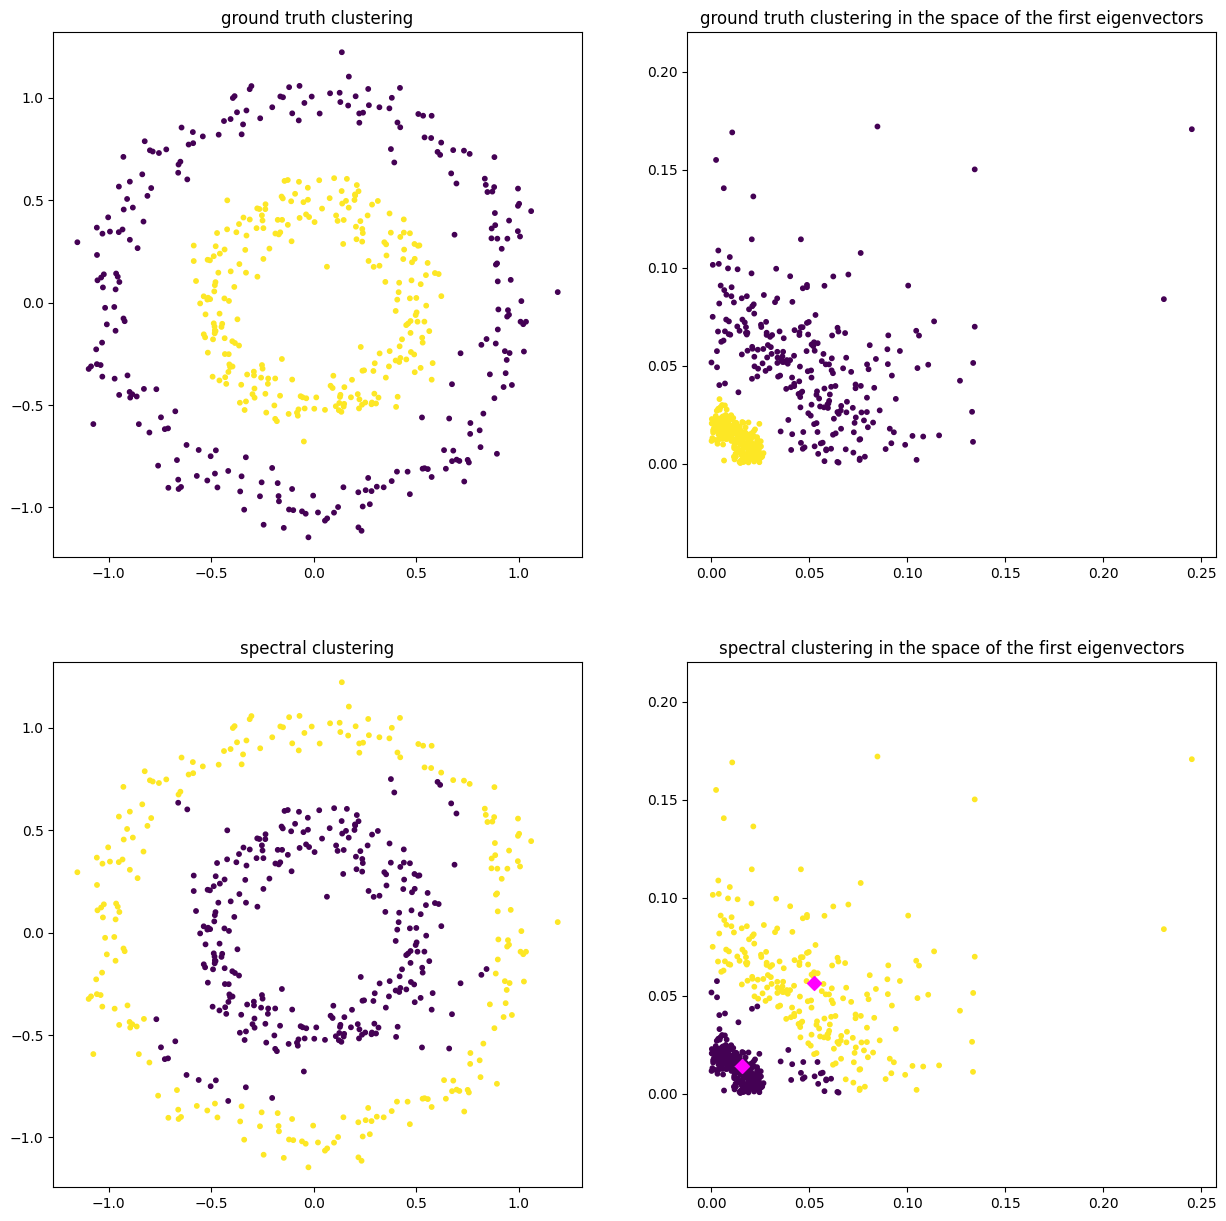 ground truth clustering
1.0
0.5
0.0
−0.5
−1.0
−1.0 −0.5 0.0 0.5 1.0
ground truth clustering in the space of the first eigenvectors
0.20
0.15
0.10
0.05
0.00
0.00 0.05 0.10 0.15 0.20 0.25
spectral clustering
1.0
0.5
0.0
−0.5
−1.0
−1.0 −0.5 0.0 0.5 1.0
spectral clustering in the space of the first eigenvectors
0.20
0.15
0.10
0.05
0.00
0.00 0.05 0.10 0.15 0.20 0.25